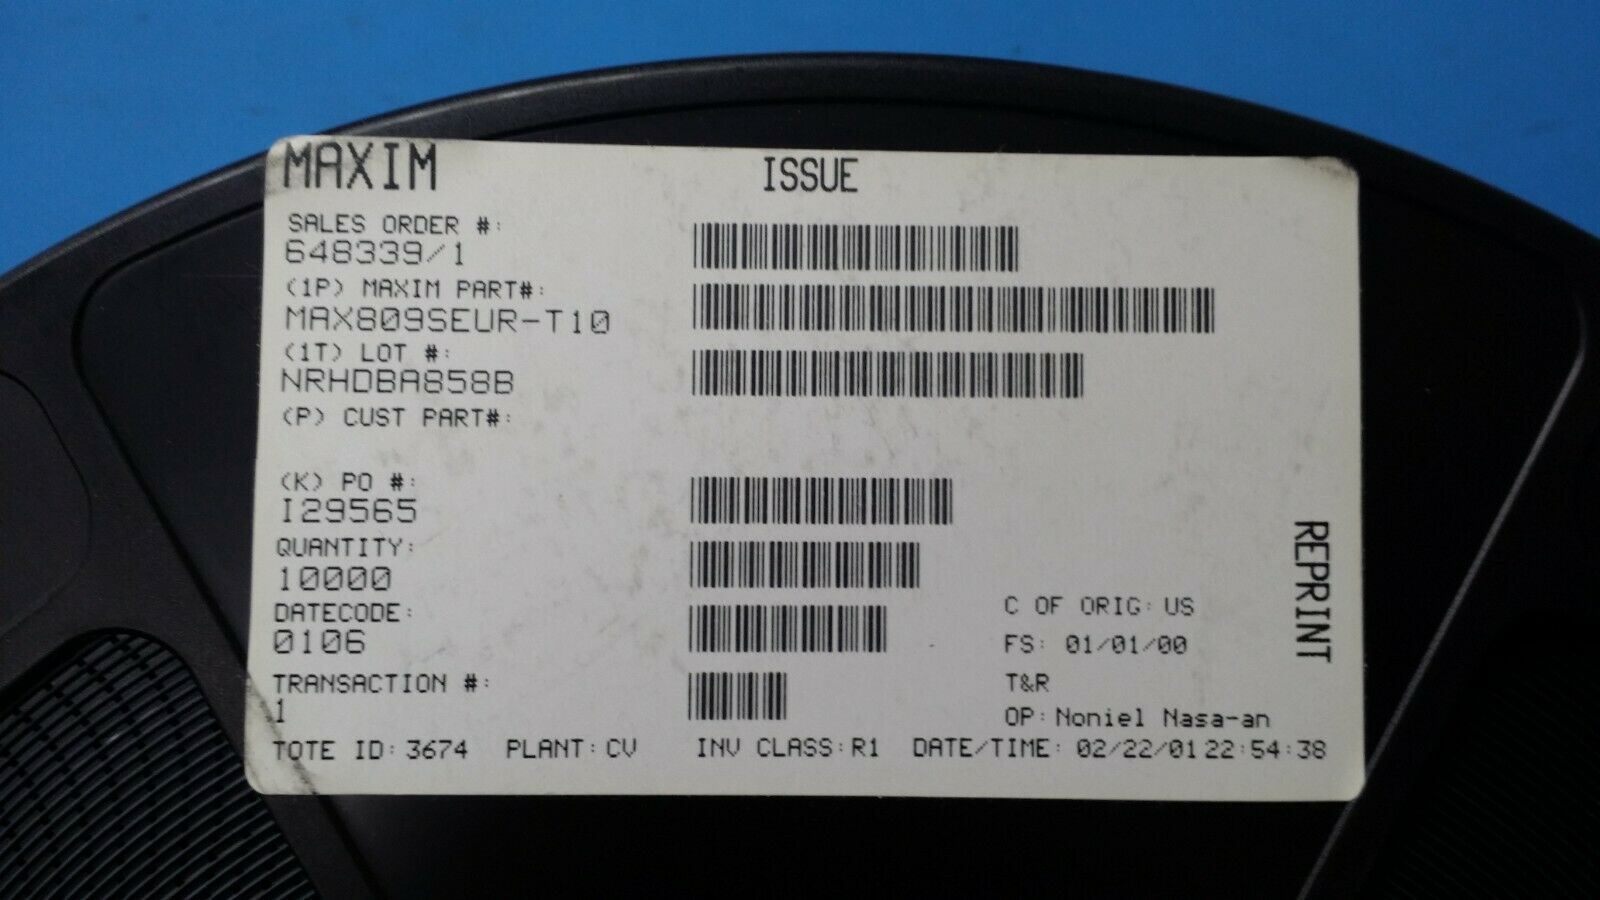 MAXIM ISSUE
SALES ORDER #:
648339/1
(1P) MAXIM PART#:
MAX809SEUR-T10
(1T) LOT #:
NRHDBA858B
(P) CUST PART#:
(K) PO #:
I29565
QUANTITY:
10000
DATECODE:
0106
C OF ORIG: US
FS: 01/01/00
TRANSACTION #:
1
T&R
OP: Noniel Nasa-an
TOTE ID: 3674 PLANT: CV INV CLASS: R1 DATE/TIME: 02/22/01 22:54:38
REPRINT